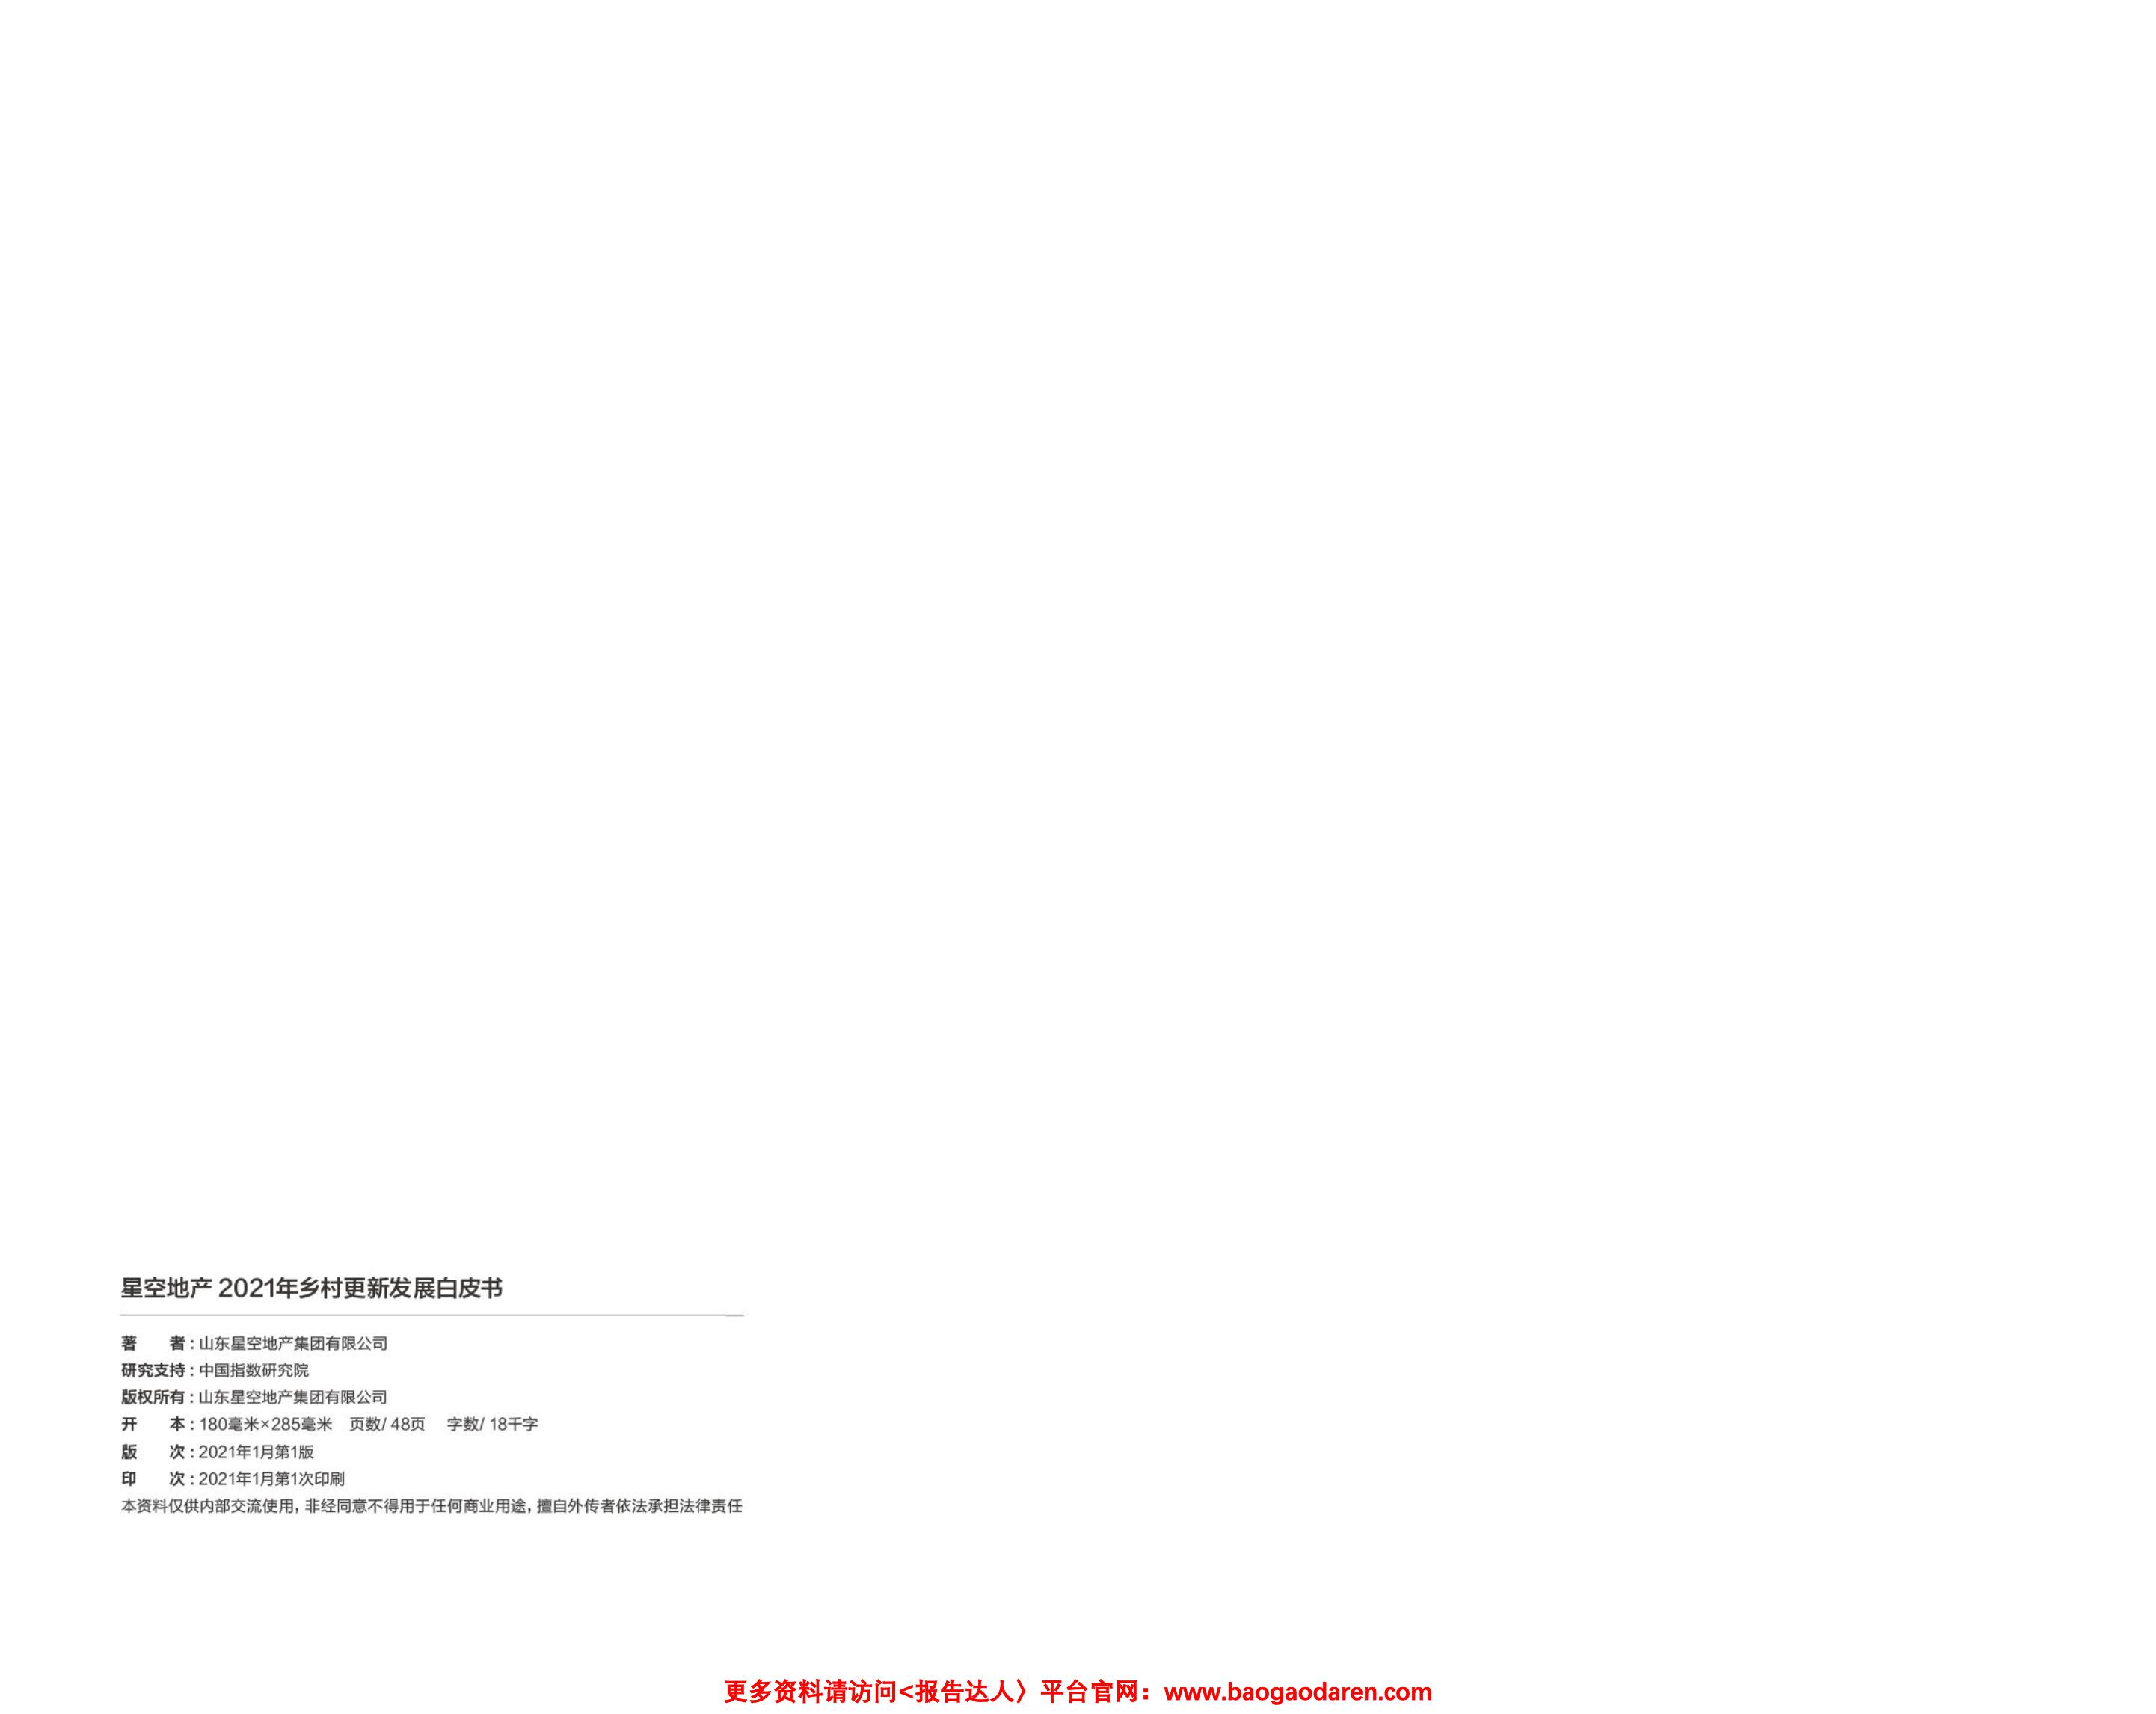 星空地产 2021年乡村更新发展白皮书
著　　者：山东星空地产集团有限公司
研究支持：中国指数研究院
版权所有：山东星空地产集团有限公司
开　　本：180毫米×285毫米　页数/ 48页　字数/ 18千字
版　　次：2021年1月第1版
印　　次：2021年1月第1次印刷
本资料仅供内部交流使用，非经同意不得用于任何商业用途，擅自外传者依法承担法律责任
更多资料请访问<报告达人〉平台官网：www.baogaodaren.com